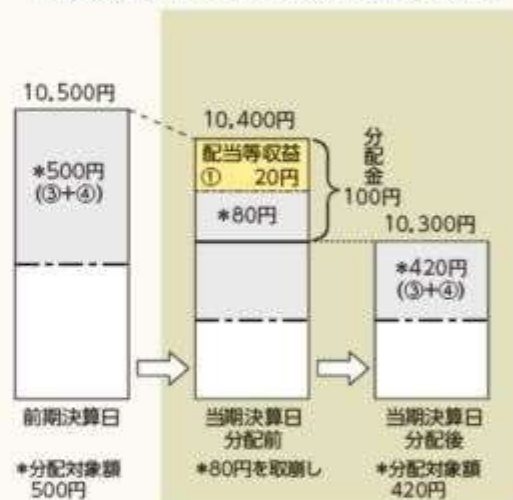 10,500円
*500円
(③+④)
前期決算日
*分配対象額
500円
10,400円
配当等収益
① 20円
*80円
分配金
100円
当期決算日
分配前
*80円を取崩し
10,300円
*420円
(③+④)
当期決算日
分配後
*分配対象額
420円